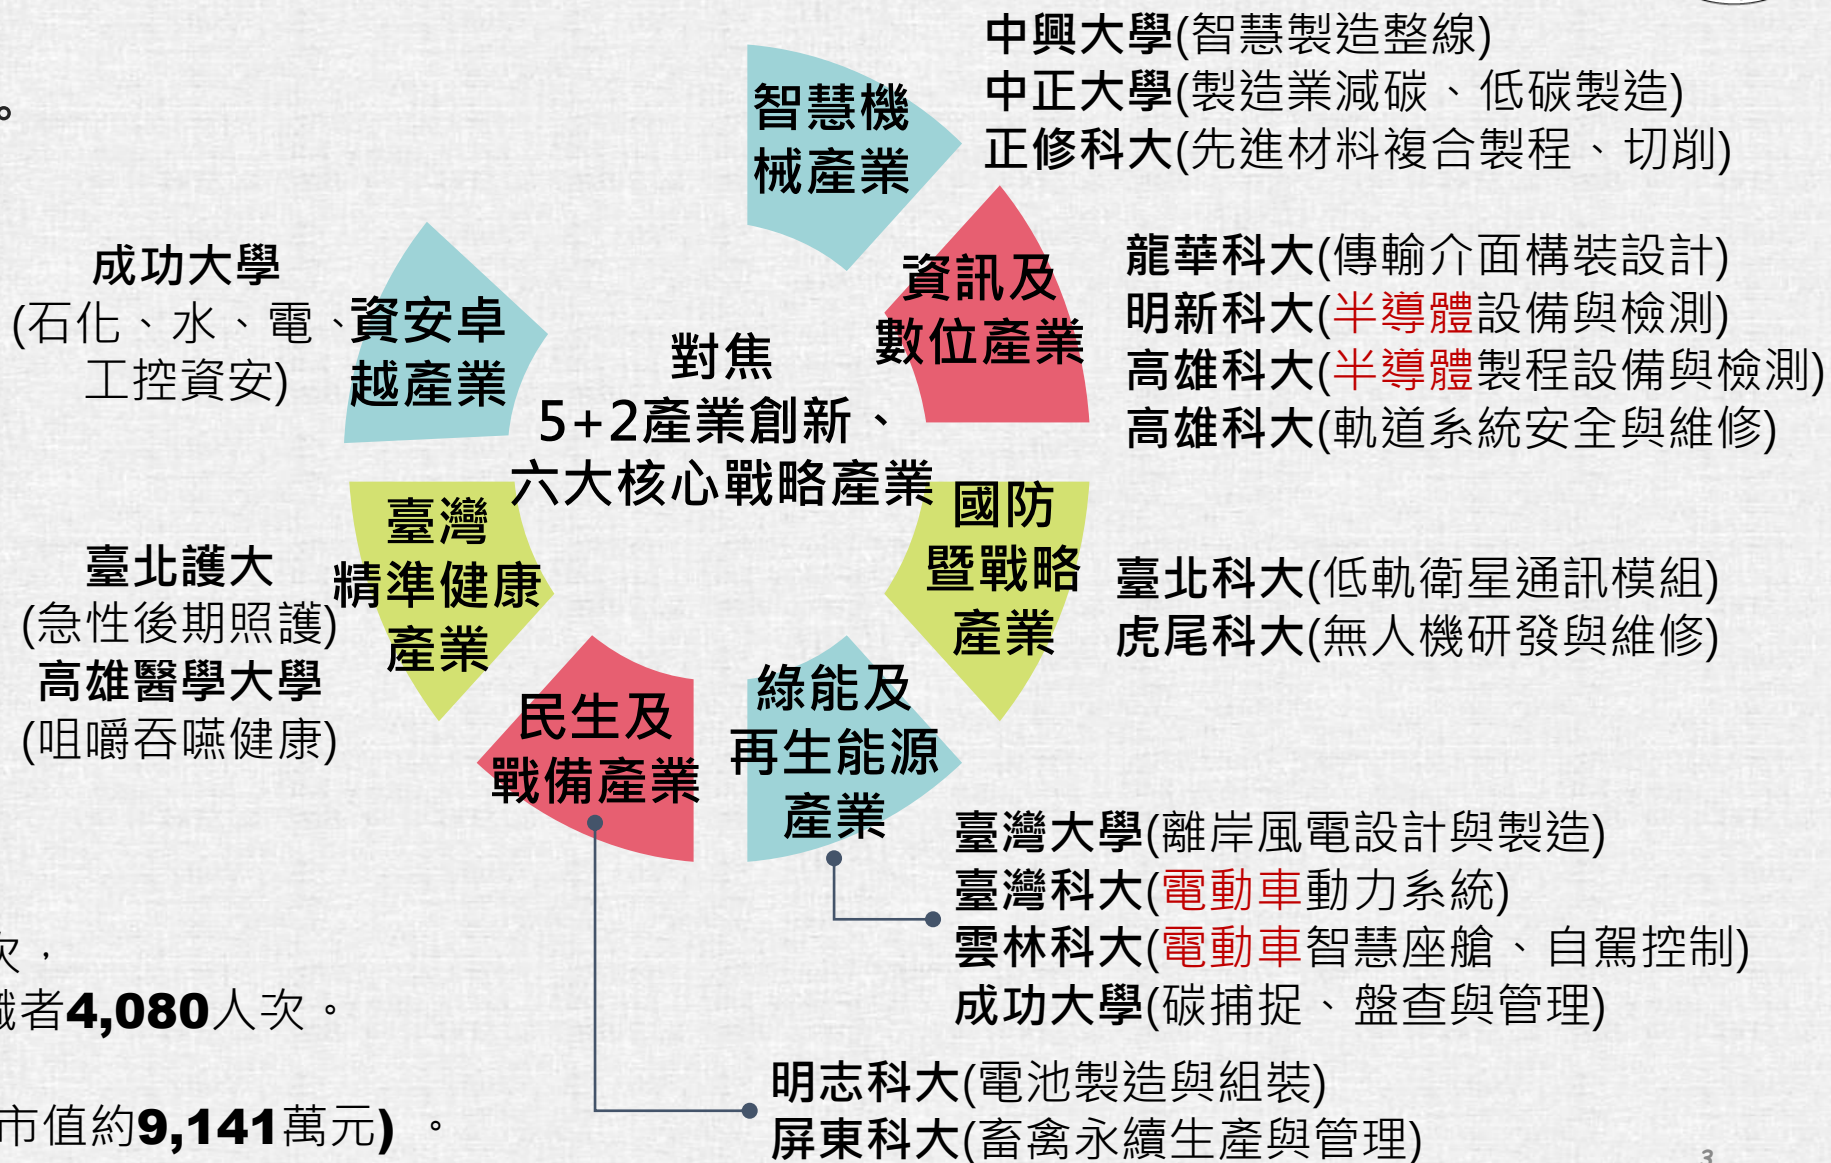 中興大學(智慧製造整線)
中正大學(製造業減碳、低碳製造)
正修科大(先進材料複合製程、切削)
智慧機
械產業
。
龍華科大(傳輸介面構裝設計)
明新科大(半導體設備與檢測)
高雄科大(半導體製程設備與檢測)
高雄科大(軌道系統安全與維修)
資訊及
數位產業
成功大學
(石化、水、電、
工控資安)
資安卓
越產業
對焦
5+2產業創新、
六大核心戰略產業
國防
暨戰略
產業
臺北科大(低軌衛星通訊模組)
虎尾科大(無人機研發與維修)
臺灣
精準健康
產業
臺北護大
(急性後期照護)
高雄醫學大學
(咀嚼吞嚥健康)
民生及
戰備產業
綠能及
再生能源
產業
臺灣大學(離岸風電設計與製造)
臺灣科大(電動車動力系統)
雲林科大(電動車智慧座艙、自駕控制)
成功大學(碳捕捉、盤查與管理)
次，
職者4,080人次。
市值約9,141萬元) 。
明志科大(電池製造與組裝)
屏東科大(畜禽永續生產與管理)
3